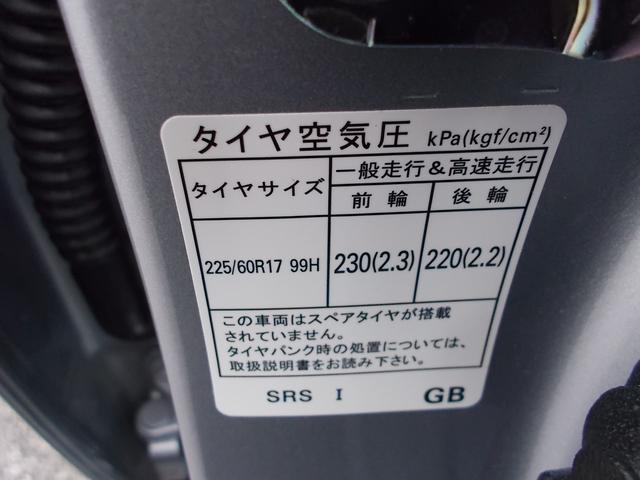 タイヤ空気圧 kPa(kgf/cm²)
タイヤサイズ 一般走行&高速走行
前輪 後輪
225/60R17 99H 230(2.3) 220(2.2)
この車両はスペアタイヤが搭載
されていません。
タイヤパンク時の処置については、
取扱説明書をお読み下さい。
SRS I GB